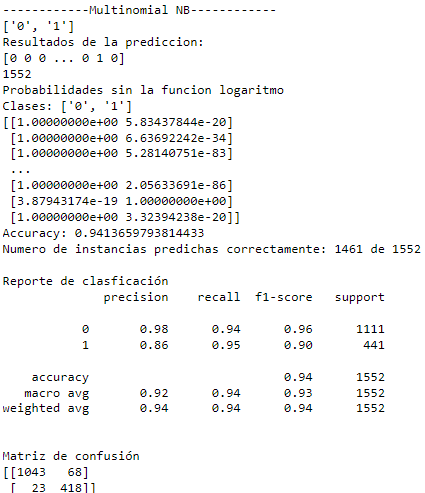 ------------Multinomial NB------------
['0', '1']
Resultados de la prediccion:
[0 0 0 ... 0 1 0]
1552
Probabilidades sin la funcion logaritmo
Clases: ['0', '1']
[[1.00000000e+00 5.83437844e-20]
 [1.00000000e+00 6.63692242e-34]
 [1.00000000e+00 5.28140751e-83]
 ...
 [1.00000000e+00 2.05633691e-86]
 [3.87943174e-19 1.00000000e+00]
 [1.00000000e+00 3.32394238e-20]]
Accuracy: 0.9413659793814433
Numero de instancias predichas correctamente: 1461 de 1552
Reporte de clasficación
              precision    recall  f1-score   support
           0       0.98      0.94      0.96      1111
           1       0.86      0.95      0.90       441
    accuracy                           0.94      1552
   macro avg       0.92      0.94      0.93      1552
weighted avg       0.94      0.94      0.94      1552
Matriz de confusión
[[1043   68]
 [  23  418]]